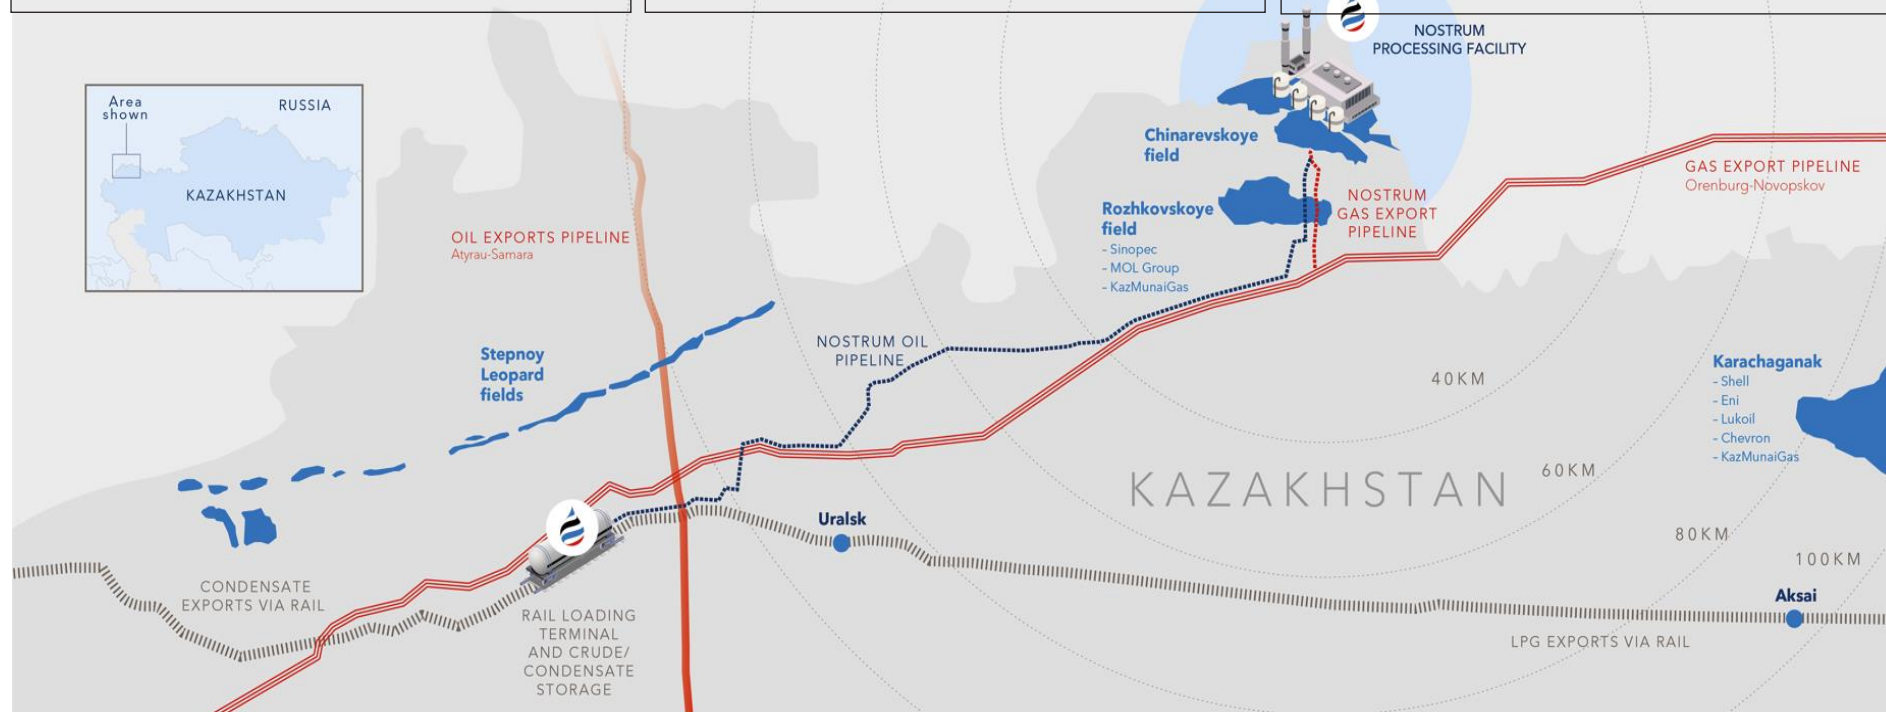 NOSTRUM
PROCESSING FACILITY
Area
shown
RUSSIA
KAZAKHSTAN
Chinarevskoye
field
GAS EXPORT PIPELINE
Orenburg-Novopskov
Rozhkovskoye
field
- Sinopec
- MOL Group
- KazMunaiGas
NOSTRUM
GAS EXPORT
PIPELINE
OIL EXPORTS PIPELINE
Atyrau-Samara
NOSTRUM OIL
PIPELINE
Stepnoy
Leopard
fields
40KM
Karachaganak
- Shell
- Eni
- Lukoil
- Chevron
- KazMunaiGas
KAZAKHSTAN
60KM
Uralsk
80KM
100KM
CONDENSATE
EXPORTS VIA RAIL
Aksai
RAIL LOADING
TERMINAL
AND CRUDE/
CONDENSATE
STORAGE
LPG EXPORTS VIA RAIL